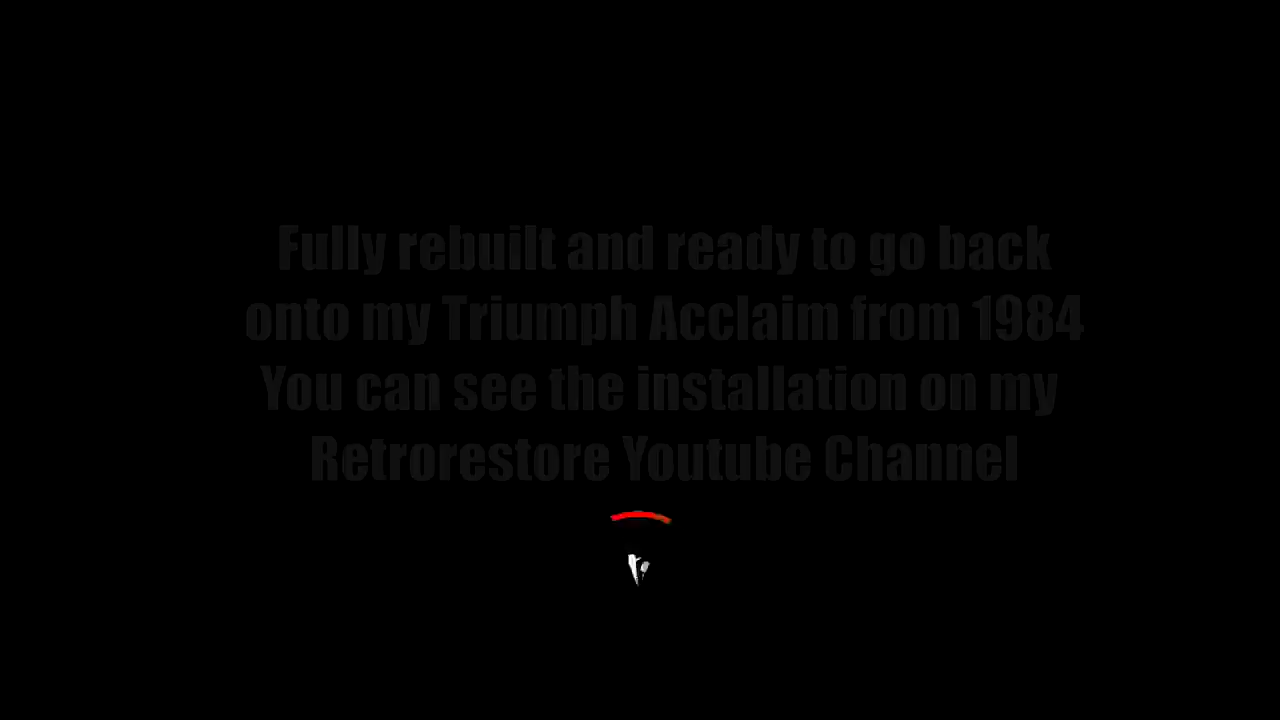 Fully rebuilt and ready to go back
onto my Triumph Acclaim from 1984
You can see the installation on my
Retrorestore Youtube Channel